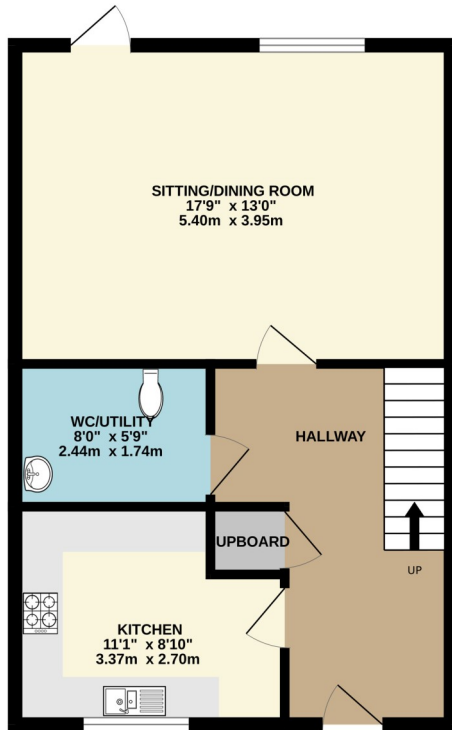 SITTING/DINING ROOM
17'9" x 13'0"
5.40m x 3.95m
WC/UTILITY
8'0" x 5'9"
2.44m x 1.74m
HALLWAY
UPBOARD
UP
KITCHEN
11'1" x 8'10"
3.37m x 2.70m